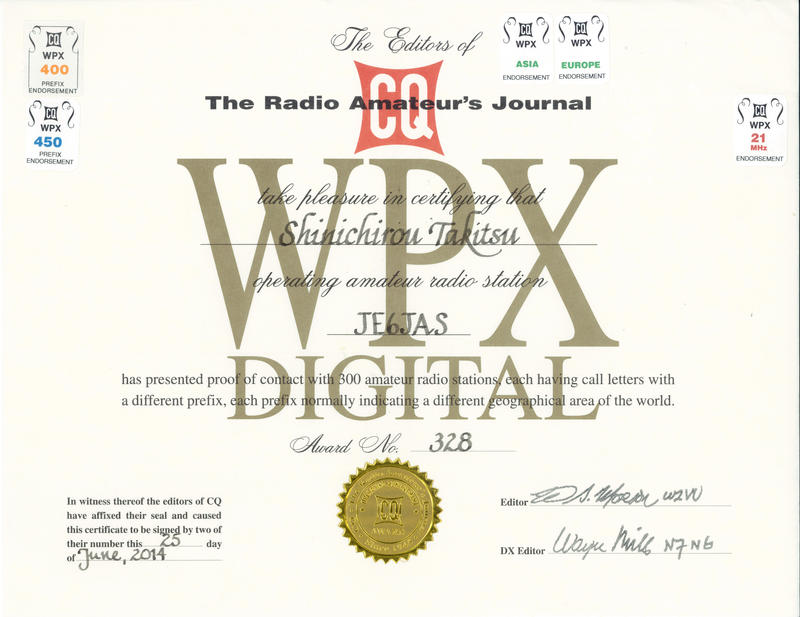 The Editors of
CQ
The Radio Amateur's Journal
CQ
WPX
400
PREFIX
ENDORSEMENT
CQ
WPX
450
PREFIX
ENDORSEMENT
CQ
WPX
ASIA
ENDORSEMENT
CQ
WPX
EUROPE
ENDORSEMENT
CQ
WPX
21
MHz
ENDORSEMENT
WPX
take pleasure in certifying that
Shinichirou Takitsu
operating amateur radio station
JE6JAS
DIGITAL
has presented proof of contact with 300 amateur radio stations, each having call letters with
a different prefix, each prefix normally indicating a different geographical area of the world.
Award No. 328
In witness thereof the editors of CQ
have affixed their seal and caused
this certificate to be signed by two of
their number this 25 day
of June, 2014
CQ
Editor W2VU
DX Editor Wayne Mills N7NG